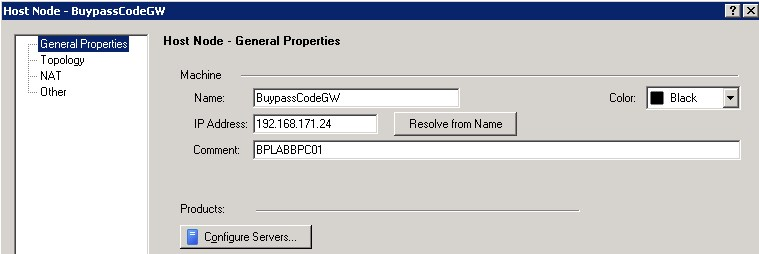 Host Node - BuypassCodeGW
General Properties
Topology
NAT
Other
Host Node - General Properties
Machine
Name: BuypassCodeGW Color: Black
IP Address: 192.168.171.24 Resolve from Name
Comment: BPLABBPC01
Products:
Configure Servers...